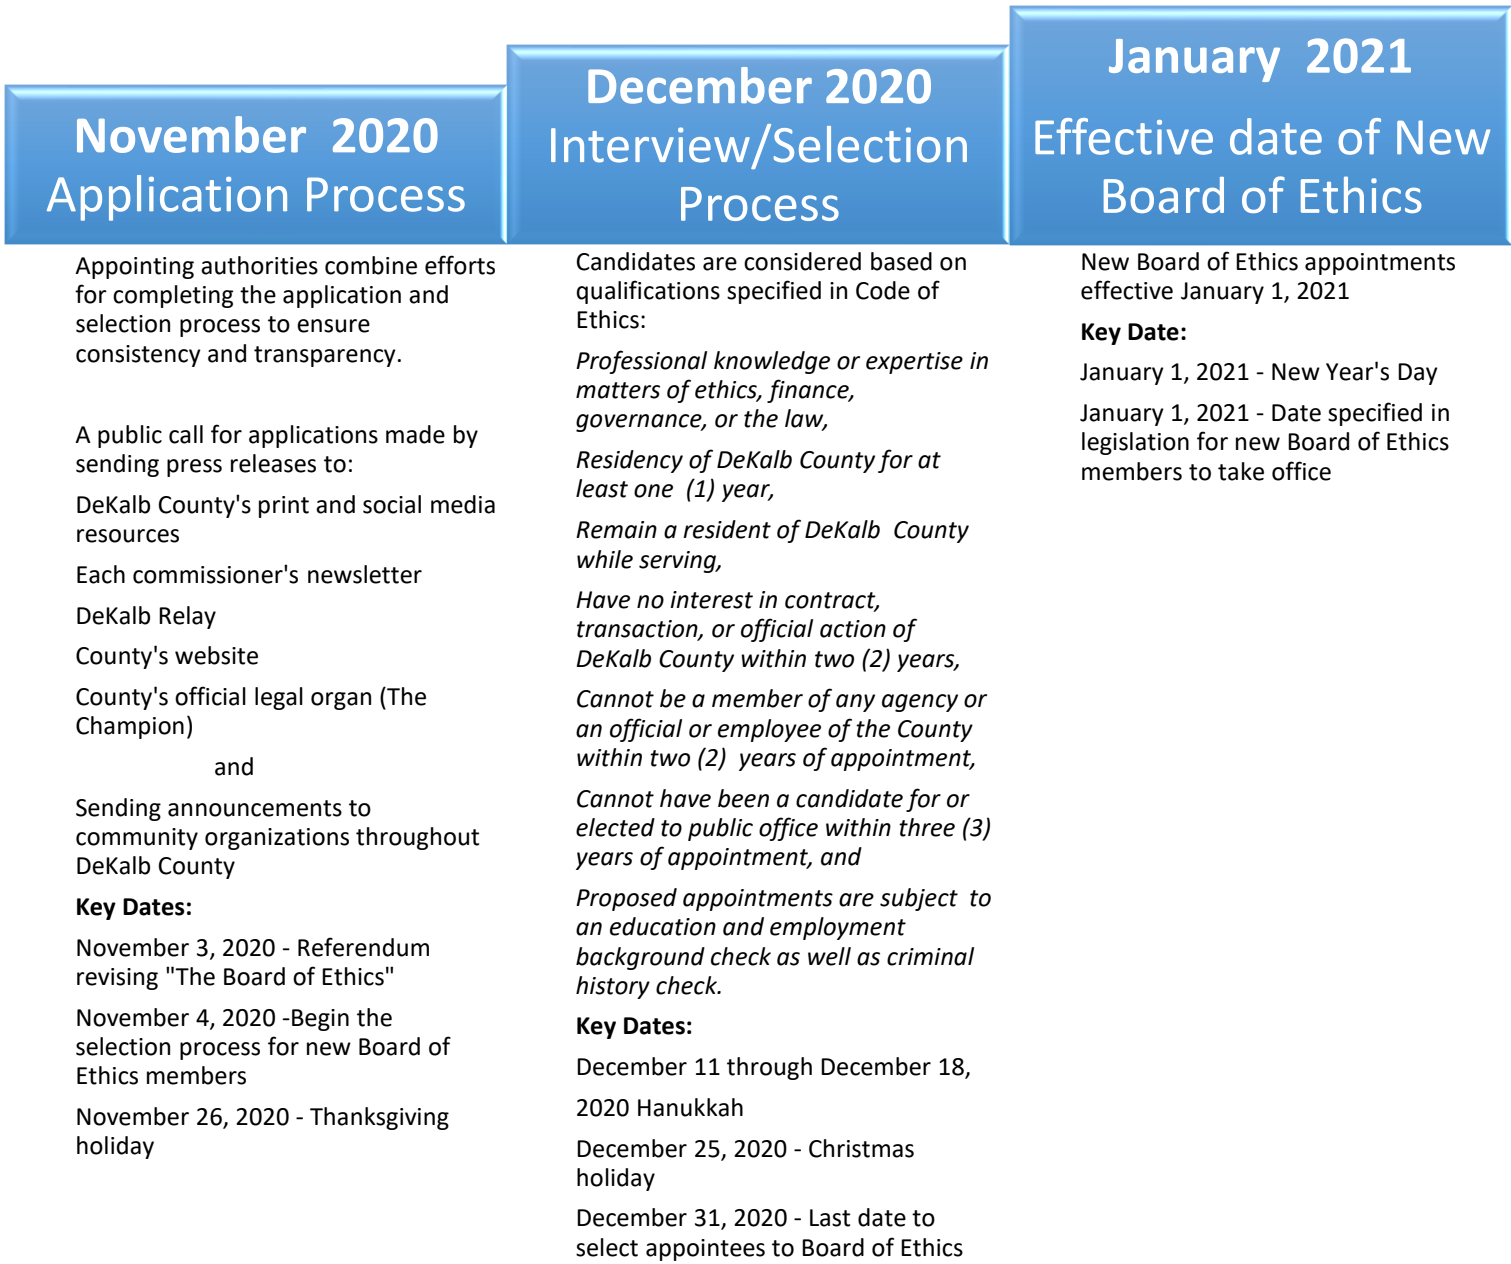 November  2020
Application Process
Appointing authorities combine efforts
for completing the application and
selection process to ensure
consistency and transparency.
A public call for applications made by
sending press releases to:
DeKalb County's print and social media
resources
Each commissioner's newsletter
DeKalb Relay
County's website
County's official legal organ (The
Champion)
and
Sending announcements to
community organizations throughout
DeKalb County
Key Dates:
November 3, 2020 - Referendum
revising "The Board of Ethics"
November 4, 2020 -Begin the
selection process for new Board of
Ethics members
November 26, 2020 - Thanksgiving
holiday
December 2020
Interview/Selection
Process
Candidates are considered based on
qualifications specified in Code of
Ethics:
Professional knowledge or expertise in
matters of ethics, finance,
governance, or the law,
Residency of DeKalb County for at
least one  (1) year,
Remain a resident of DeKalb  County
while serving,
Have no interest in contract,
transaction, or official action of
DeKalb County within two (2) years,
Cannot be a member of any agency or
an official or employee of the County
within two (2)  years of appointment,
Cannot have been a candidate for or
elected to public office within three (3)
years of appointment, and
Proposed appointments are subject  to
an education and employment
background check as well as criminal
history check.
Key Dates:
December 11 through December 18,
2020 Hanukkah
December 25, 2020 - Christmas
holiday
December 31, 2020 - Last date to
select appointees to Board of Ethics
January  2021
Effective date of New
Board of Ethics
New Board of Ethics appointments
effective January 1, 2021
Key Date:
January 1, 2021 - New Year's Day
January 1, 2021 - Date specified in
legislation for new Board of Ethics
members to take office